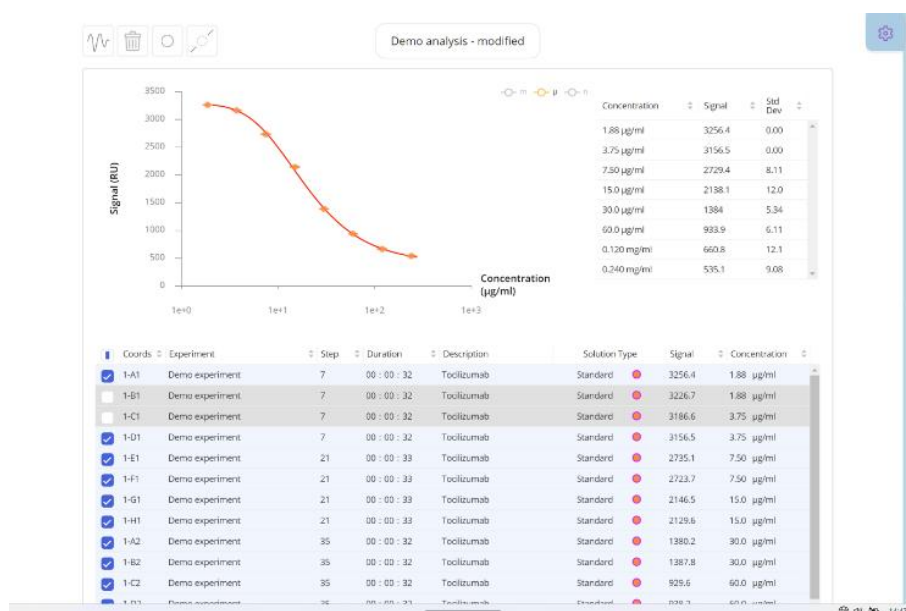 Demo analysis - modified
3500
3000
2500
2000
1500
1000
500
0
Signal (RU)
1e+0 1e+1 1e+2 1e+3
Concentration
(µg/ml)
m µ n
Concentration Signal Std Dev
1.88 µg/ml 3256.4 0.00
3.75 µg/ml 3156.5 0.00
7.50 µg/ml 2729.4 8.11
15.0 µg/ml 2138.1 12.0
30.0 µg/ml 1384 5.34
60.0 µg/ml 933.9 6.11
0.120 mg/ml 660.8 12.1
0.240 mg/ml 535.1 9.08
Coords Experiment Step Duration Description Solution Type Signal Concentration
1-A1 Demo experiment 7 00 : 00 : 32 Tocilizumab Standard 3256.4 1.88 µg/ml
1-B1 Demo experiment 7 00 : 00 : 32 Tocilizumab Standard 3226.7 1.88 µg/ml
1-C1 Demo experiment 7 00 : 00 : 32 Tocilizumab Standard 3186.6 3.75 µg/ml
1-D1 Demo experiment 7 00 : 00 : 32 Tocilizumab Standard 3156.5 3.75 µg/ml
1-E1 Demo experiment 21 00 : 00 : 33 Tocilizumab Standard 2735.1 7.50 µg/ml
1-F1 Demo experiment 21 00 : 00 : 33 Tocilizumab Standard 2723.7 7.50 µg/ml
1-G1 Demo experiment 21 00 : 00 : 33 Tocilizumab Standard 2146.5 15.0 µg/ml
1-H1 Demo experiment 21 00 : 00 : 33 Tocilizumab Standard 2129.6 15.0 µg/ml
1-A2 Demo experiment 35 00 : 00 : 32 Tocilizumab Standard 1380.2 30.0 µg/ml
1-B2 Demo experiment 35 00 : 00 : 32 Tocilizumab Standard 1387.8 30.0 µg/ml
1-C2 Demo experiment 35 00 : 00 : 32 Tocilizumab Standard 929.6 60.0 µg/ml